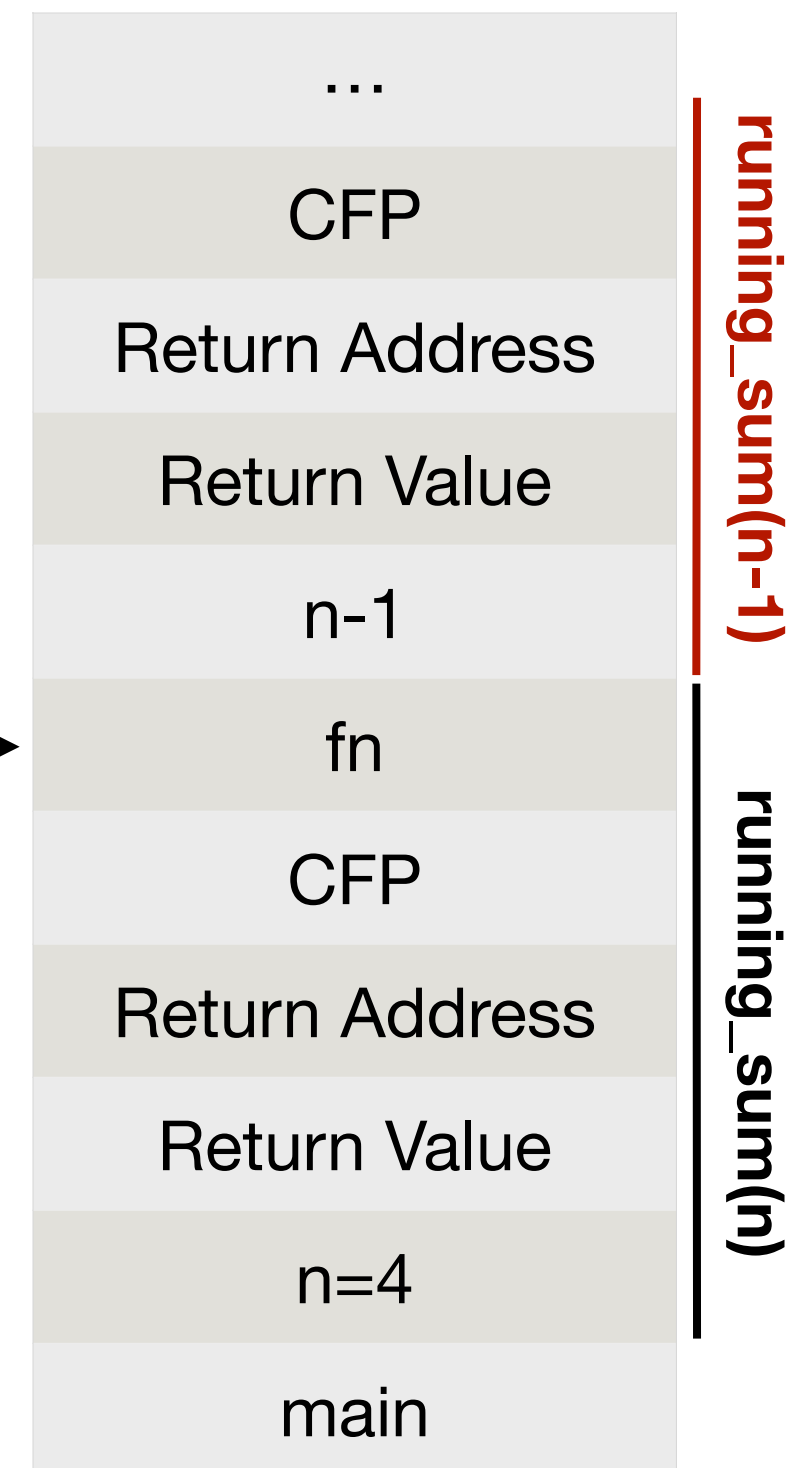 ...
CFP
Return Address
Return Value
n-1
fn
CFP
Return Address
Return Value
n=4
main
running_sum(n-1)
running_sum(n)